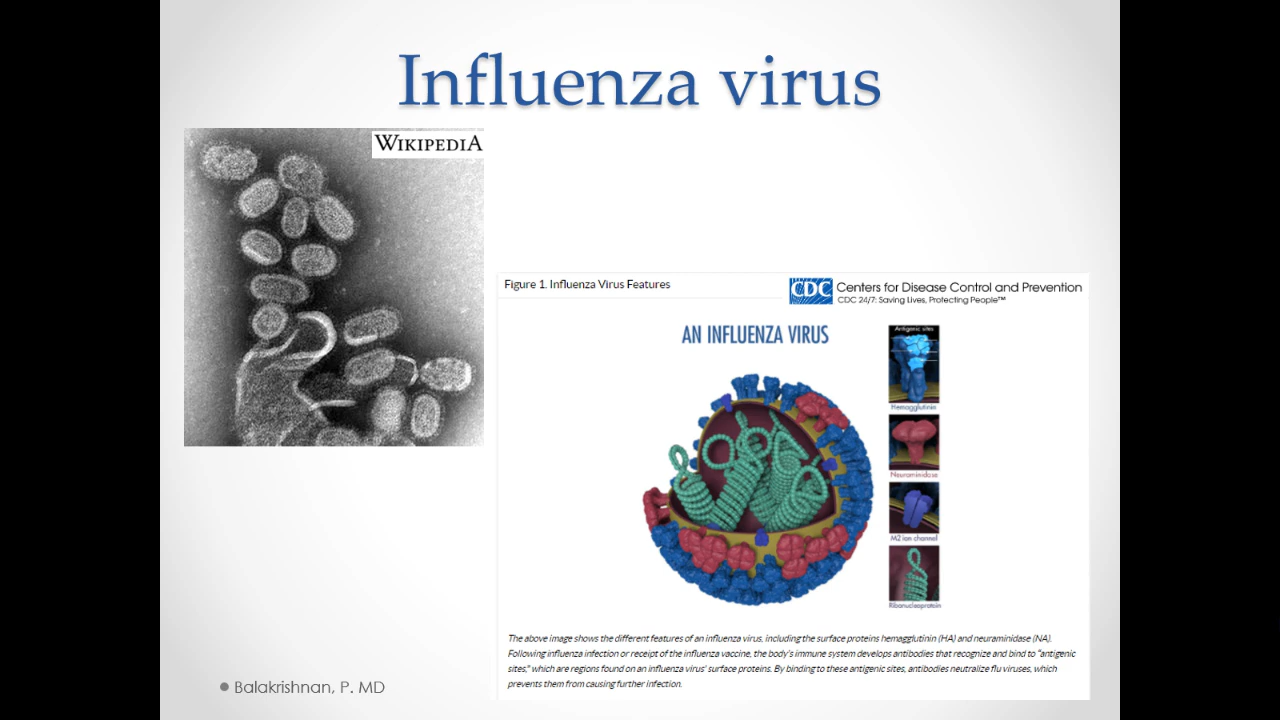 Influenza virus
WIKIPEDIA
Figure 1. Influenza Virus Features
CDC
Centers for Disease Control and Prevention
CDC 24/7: Saving Lives, Protecting People™
AN INFLUENZA VIRUS
Antigenic sites
Hemagglutinin
Neuraminidase
M2 ion channel
Ribonucleoprotein
The above image shows the different features of an influenza virus, including the surface proteins hemagglutinin (HA) and neuraminidase (NA).
Following influenza infection or receipt of the influenza vaccine, the body's immune system develops antibodies that recognize and bind to "antigenic
sites," which are regions found on an influenza virus' surface proteins. By binding to these antigenic sites, antibodies neutralize flu viruses, which
prevents them from causing further infection.
Balakrishnan, P. MD